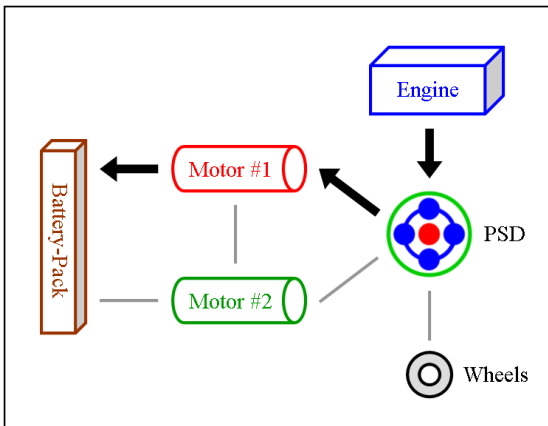 Engine
Motor #1
Battery-Pack
PSD
Motor #2
Wheels